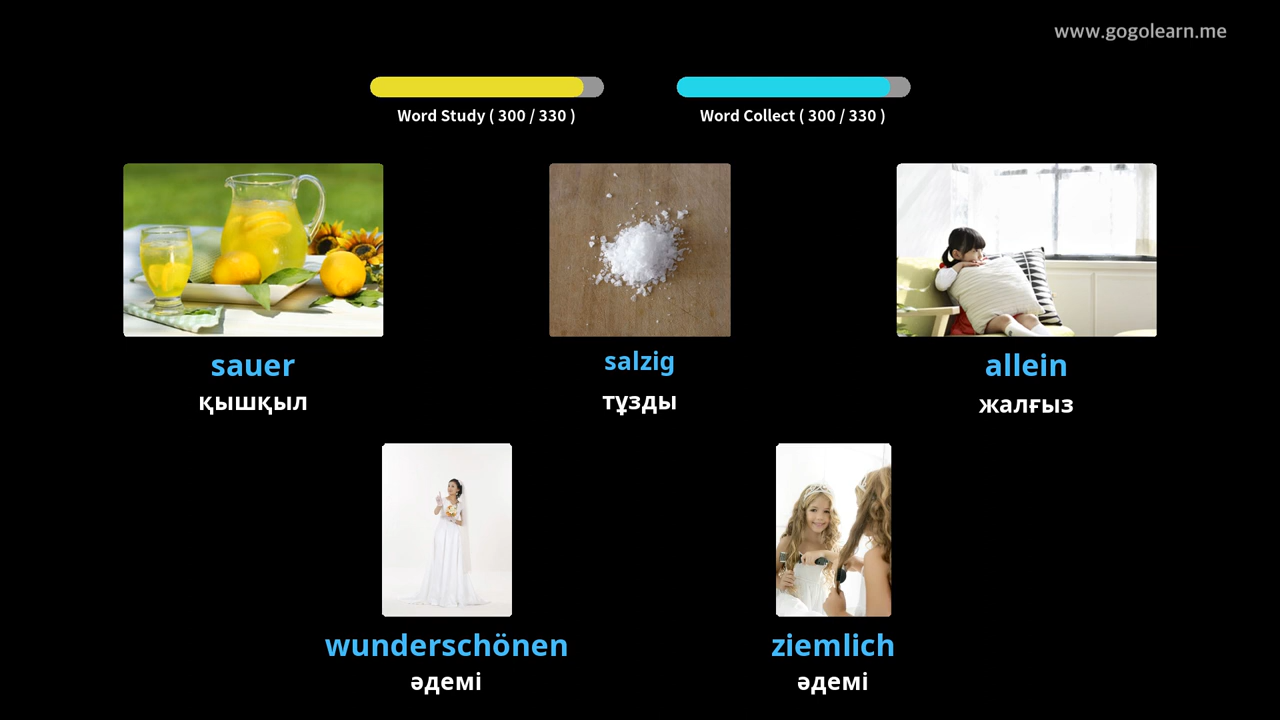 www.gogolearn.me
Word Study ( 300 / 330 )
Word Collect ( 300 / 330 )
sauer
қышқыл
salzig
тұзды
allein
жалғыз
wunderschönen
әдемі
ziemlich
әдемі